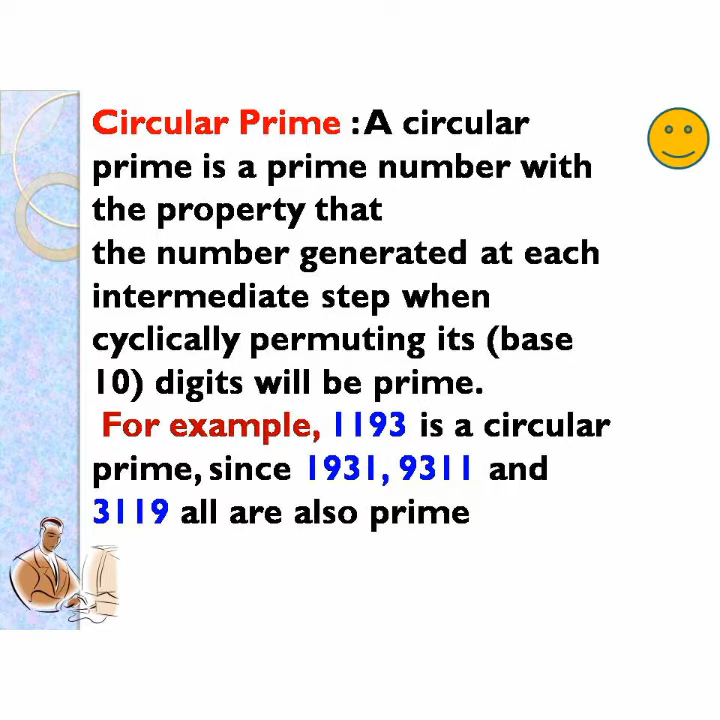 Circular Prime : A circular
prime is a prime number with
the property that
the number generated at each
intermediate step when
cyclically permuting its (base
10) digits will be prime.
For example, 1193 is a circular
prime, since 1931, 9311 and
3119 all are also prime